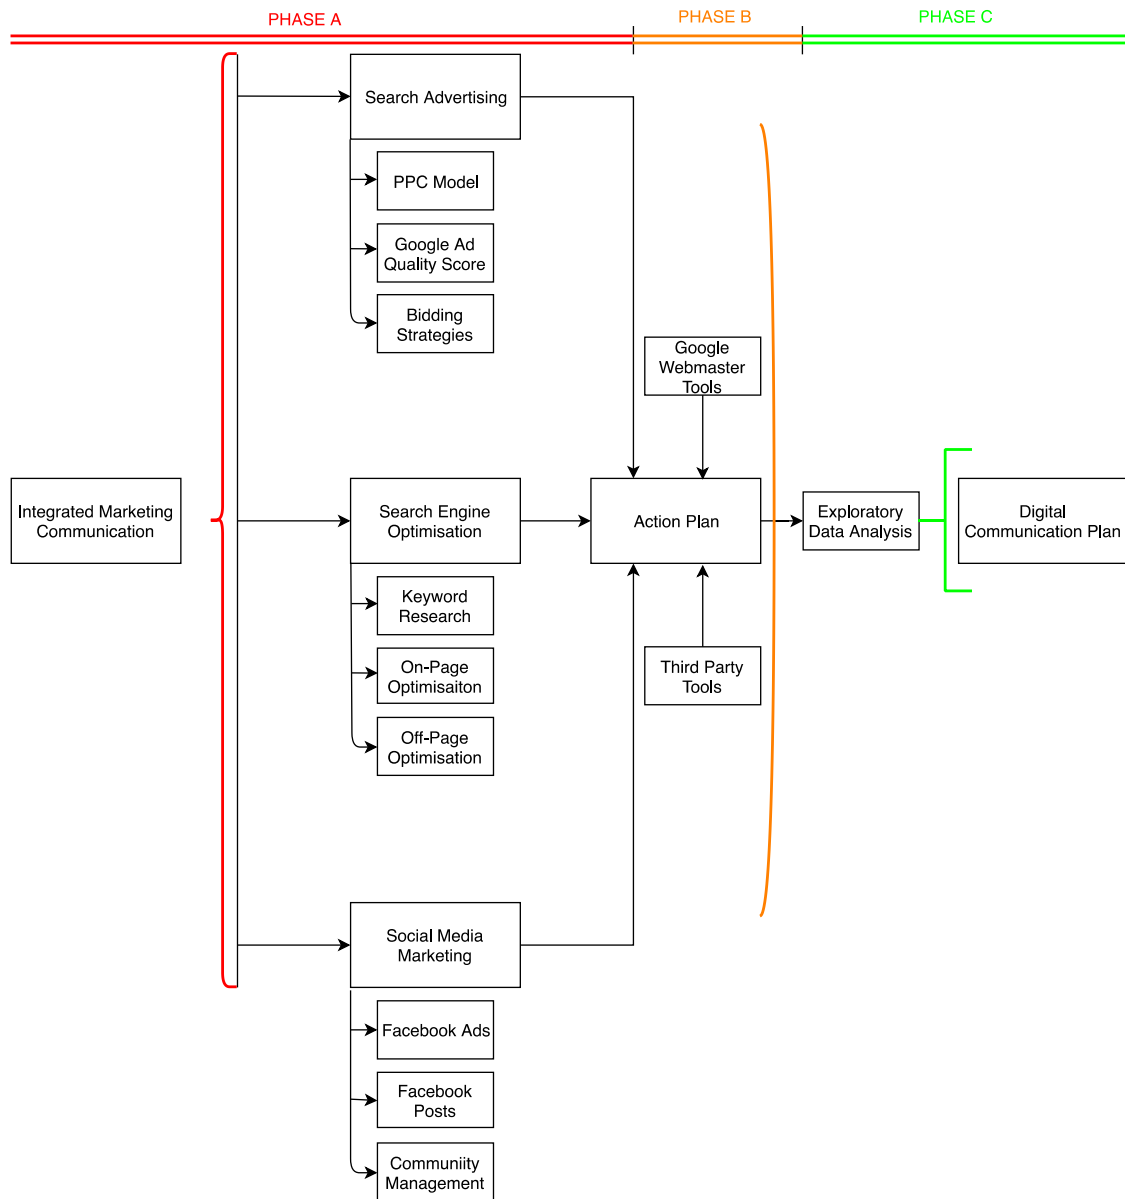 PHASE A
PHASE B
PHASE C
Search Advertising
PPC Model
Google Ad
Quality Score
Bidding
Strategies
Google
Webmaster
Tools
Integrated Marketing
Communication
Search Engine
Optimisation
Action Plan
Exploratory
Data Analysis
Digital
Communication Plan
Keyword
Research
On-Page
Optimisaiton
Off-Page
Optimisation
Third Party
Tools
Social Media
Marketing
Facebook Ads
Facebook
Posts
Communiity
Management